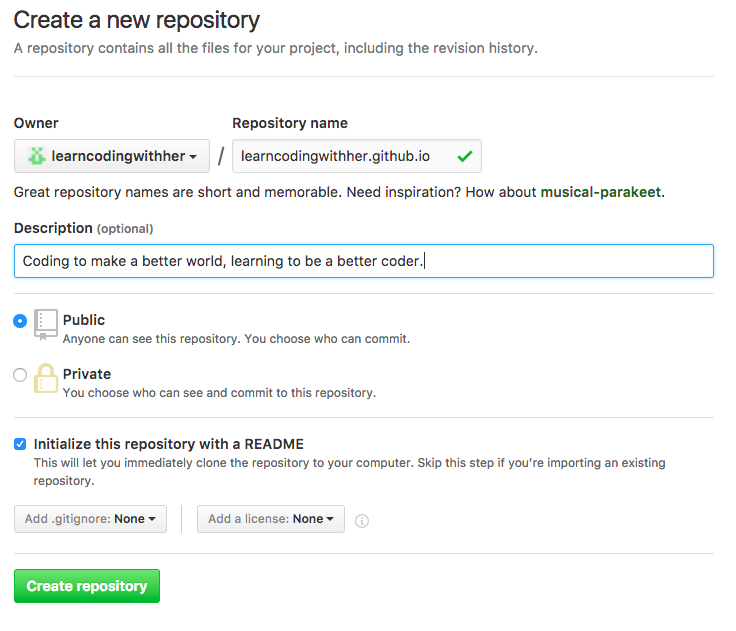 Create a new repository
A repository contains all the files for your project, including the revision history.
Owner
Repository name
learncodingwithher / learncodingwithher.github.io
Great repository names are short and memorable. Need inspiration? How about musical-parakeet.
Description (optional)
Coding to make a better world, learning to be a better coder.
Public
Anyone can see this repository. You choose who can commit.
Private
You choose who can see and commit to this repository.
Initialize this repository with a README
This will let you immediately clone the repository to your computer. Skip this step if you’re importing an existing
repository.
Add .gitignore: None
Add a license: None
Create repository